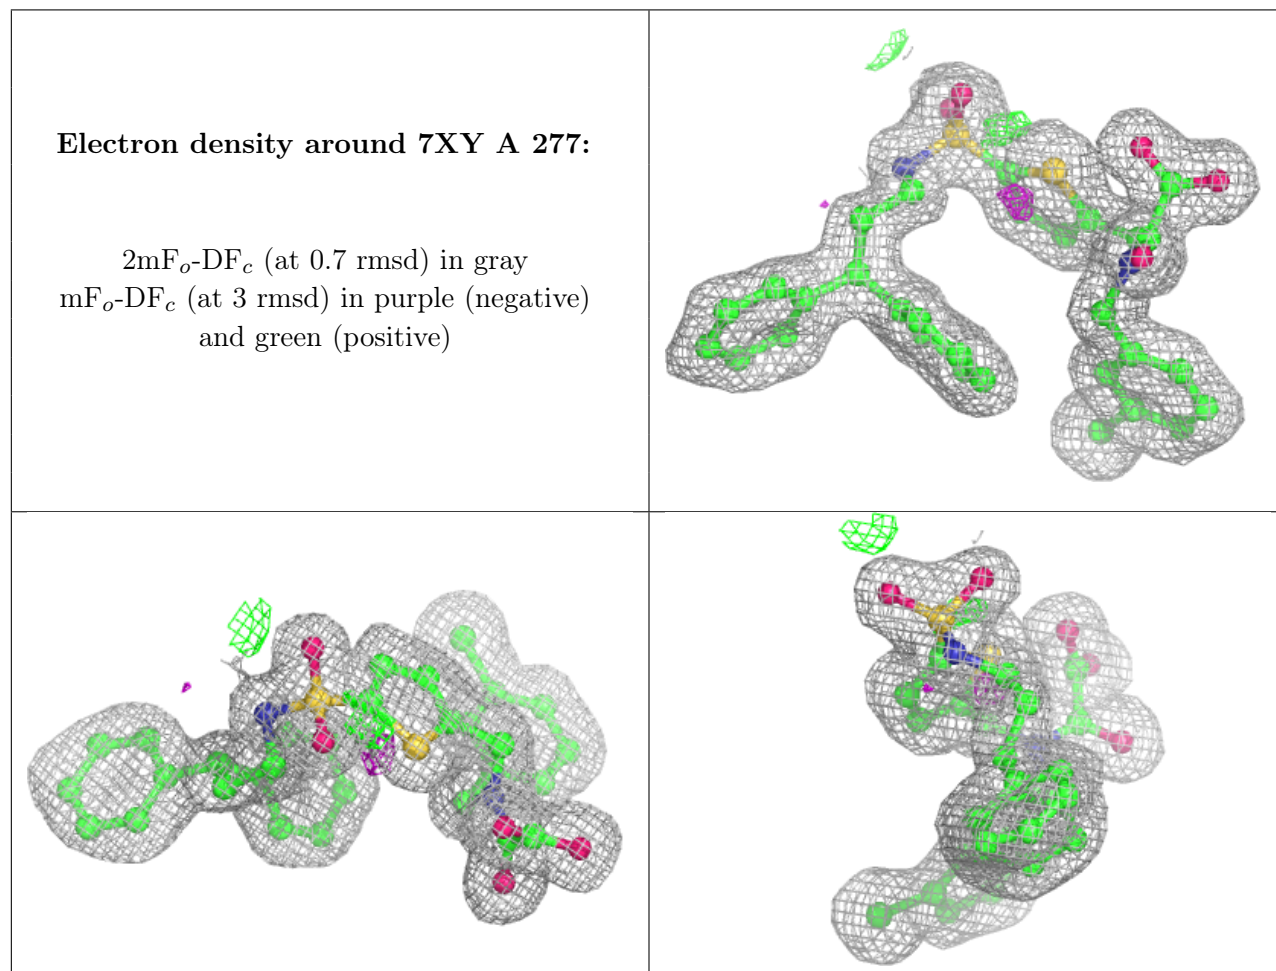 Electron density around 7XY A 277:
2mFo-DFc (at 0.7 rmsd) in gray
mFo-DFc (at 3 rmsd) in purple (negative)
and green (positive)